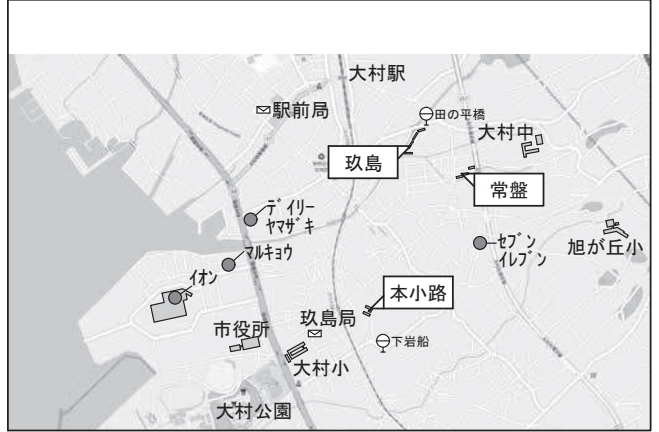 大村駅
駅前局
田の平橋
大村中
玖島
常盤
ﾃﾞｲﾘｰ
ﾔﾏｻﾞｷ
ｾﾌﾞﾝ
ｲﾚﾌﾞﾝ
旭が丘小
ﾏﾙｷｮｳ
ｲｵﾝ
本小路
玖島局
市役所
下岩船
大村小
大村公園